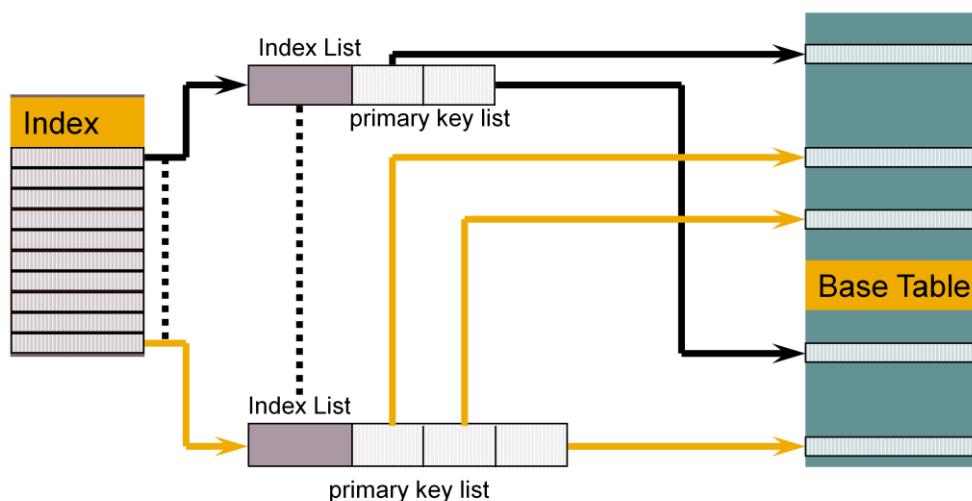 Index List
primary key list
Index
Base Table
Index List
primary key list